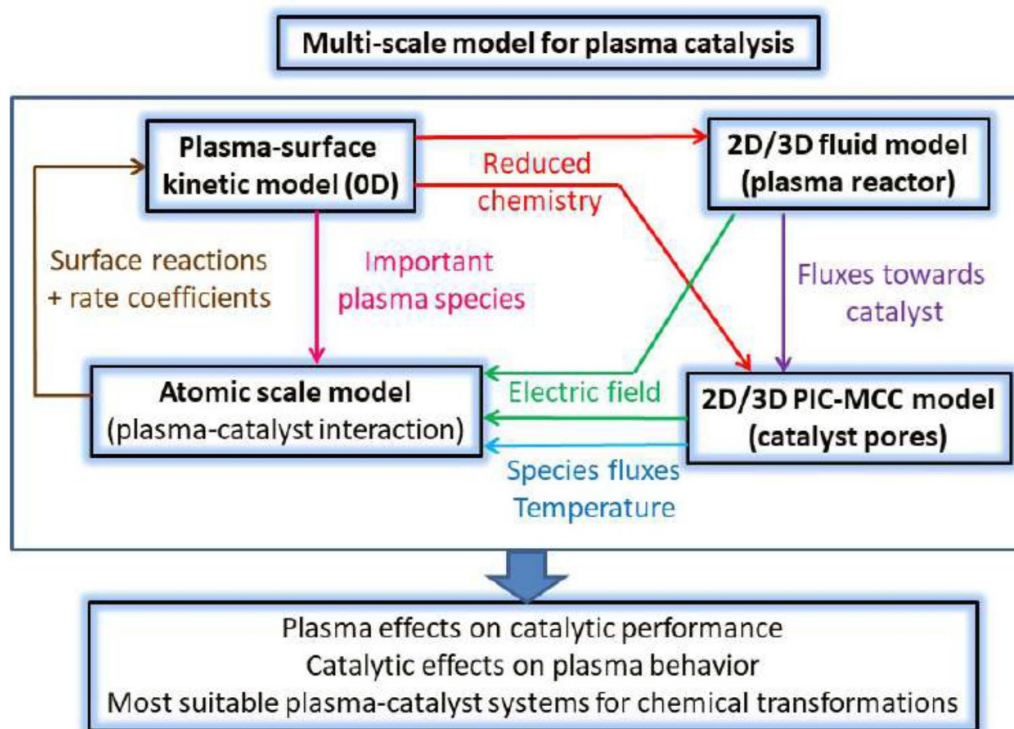 Multi-scale model for plasma catalysis
Plasma-surface
kinetic model (0D)
2D/3D fluid model
(plasma reactor)
Reduced
chemistry
Surface reactions
+ rate coefficients
Important
plasma species
Fluxes towards
catalyst
Atomic scale model
(plasma-catalyst interaction)
Electric field
2D/3D PIC-MCC model
(catalyst pores)
Species fluxes
Temperature
Plasma effects on catalytic performance
Catalytic effects on plasma behavior
Most suitable plasma-catalyst systems for chemical transformations